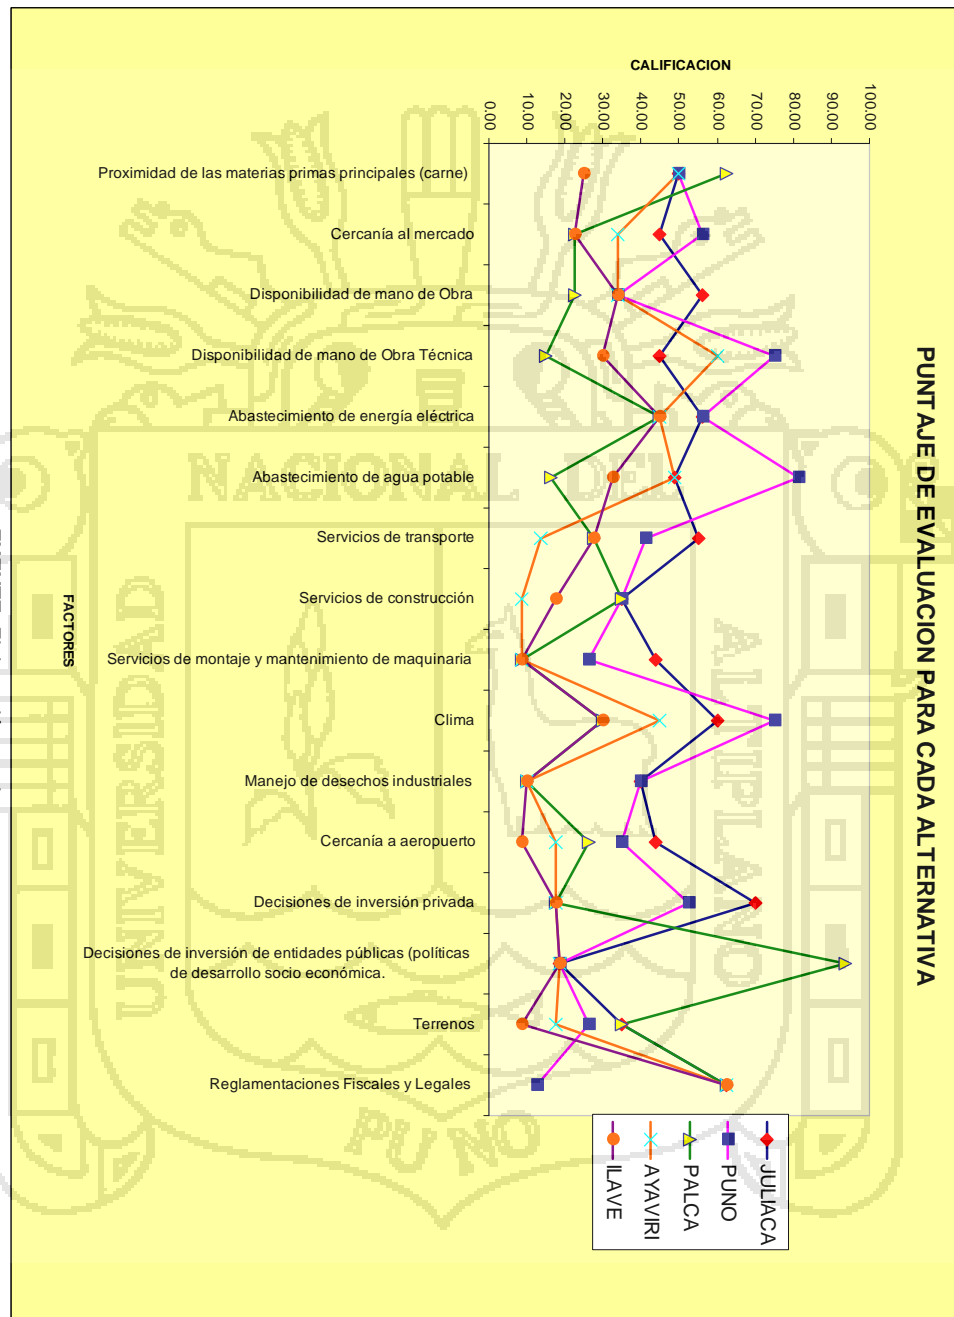 PUNTAJE DE EVALUACION PARA CADA ALTERNATIVA
CALIFICACION
0.00
10.00
20.00
30.00
40.00
50.00
60.00
70.00
80.00
90.00
100.00
Proximidad de las materias primas principales (carne)
Cercanía al mercado
Disponibilidad de mano de Obra
Disponibilidad de mano de Obra Técnica
Abastecimiento de energía eléctrica
Abastecimiento de agua potable
Servicios de transporte
Servicios de construcción
Servicios de montaje y mantenimiento de maquinaria
Clima
Manejo de desechos industriales
Cercanía a aeropuerto
Decisiones de inversión privada
Decisiones de inversión de entidades públicas (políticas
de desarrollo socio económica.
Terrenos
Reglamentaciones Fiscales y Legales
FACTORES
JULIACA
PUNO
PALCA
AYAVIRI
ILAVE
UNIVERSIDAD
NACIONAL DEL
ALTIPLANO
PUNO